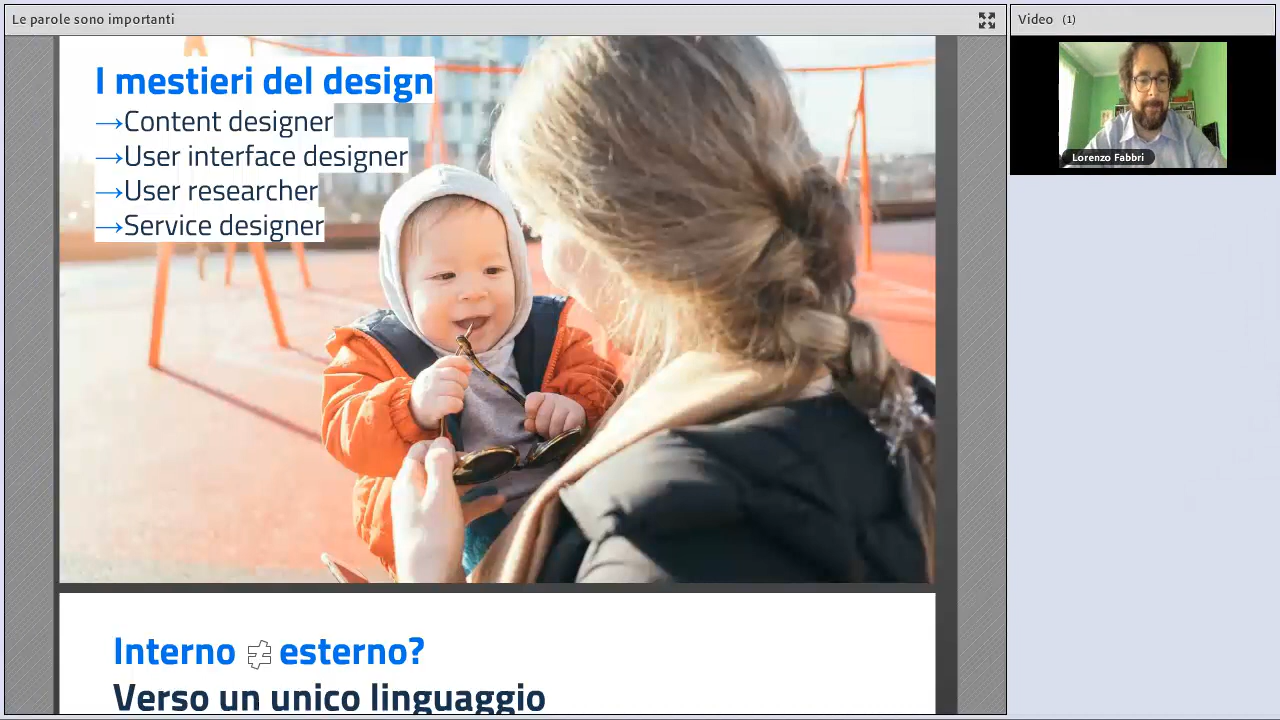 Le parole sono importanti
Video (1)
I mestieri del design
→Content designer
→User interface designer
→User researcher
→Service designer
Lorenzo Fabbri
Interno ≠ esterno?
Verso un unico linguaggio